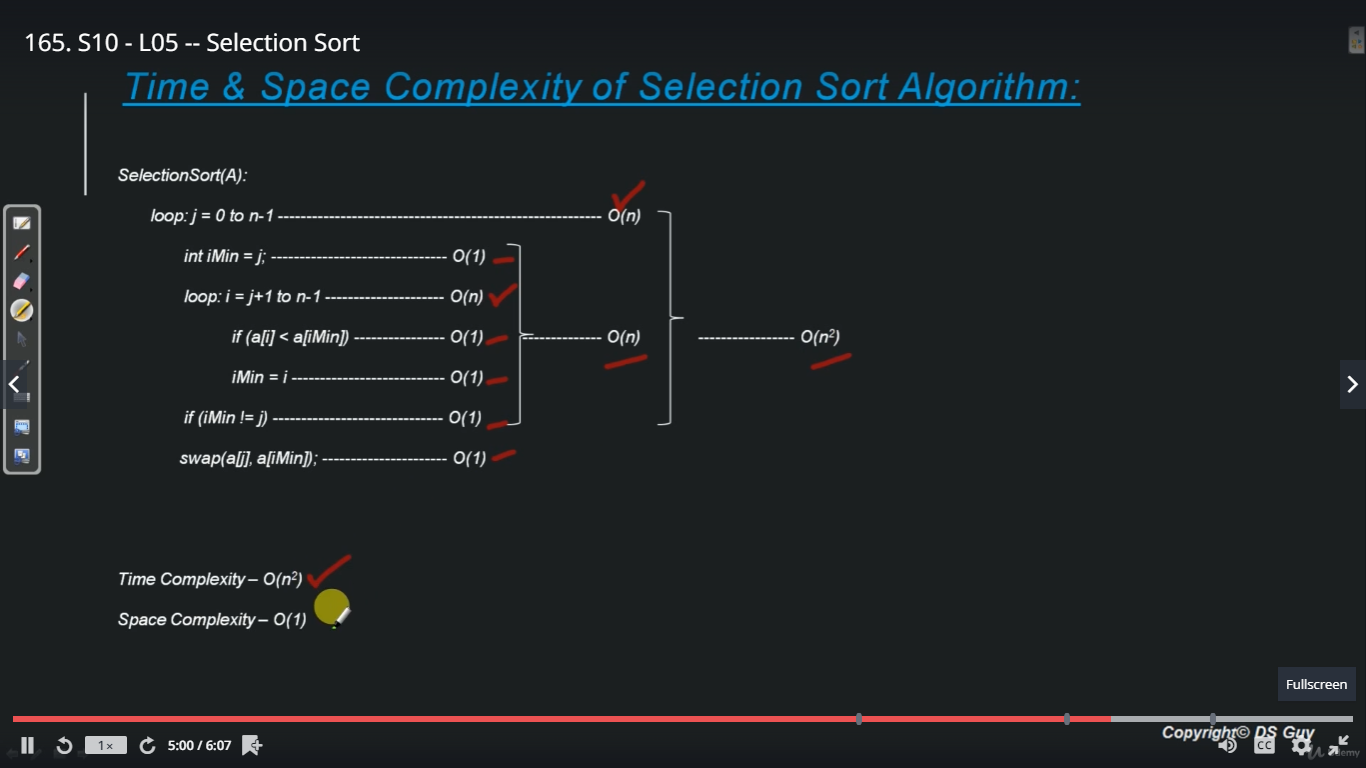 165. S10 - L05 -- Selection Sort
Time & Space Complexity of Selection Sort Algorithm:
SelectionSort(A):
loop: j = 0 to n-1 ---------------------------------------------------------- O(n)
int iMin = j; ------------------------------- O(1)
loop: i = j+1 to n-1 --------------------- O(n)
if (a[i] < a[iMin]) ---------------- O(1) -------------- O(n) ----------------- O(n²)
iMin = i --------------------------- O(1)
if (iMin != j) ------------------------------ O(1)
swap(a[j], a[iMin]); ---------------------- O(1)
Time Complexity – O(n²)
Space Complexity – O(1)
Fullscreen
Copyright© DS Guy
1×
5:00 / 6:07
CC